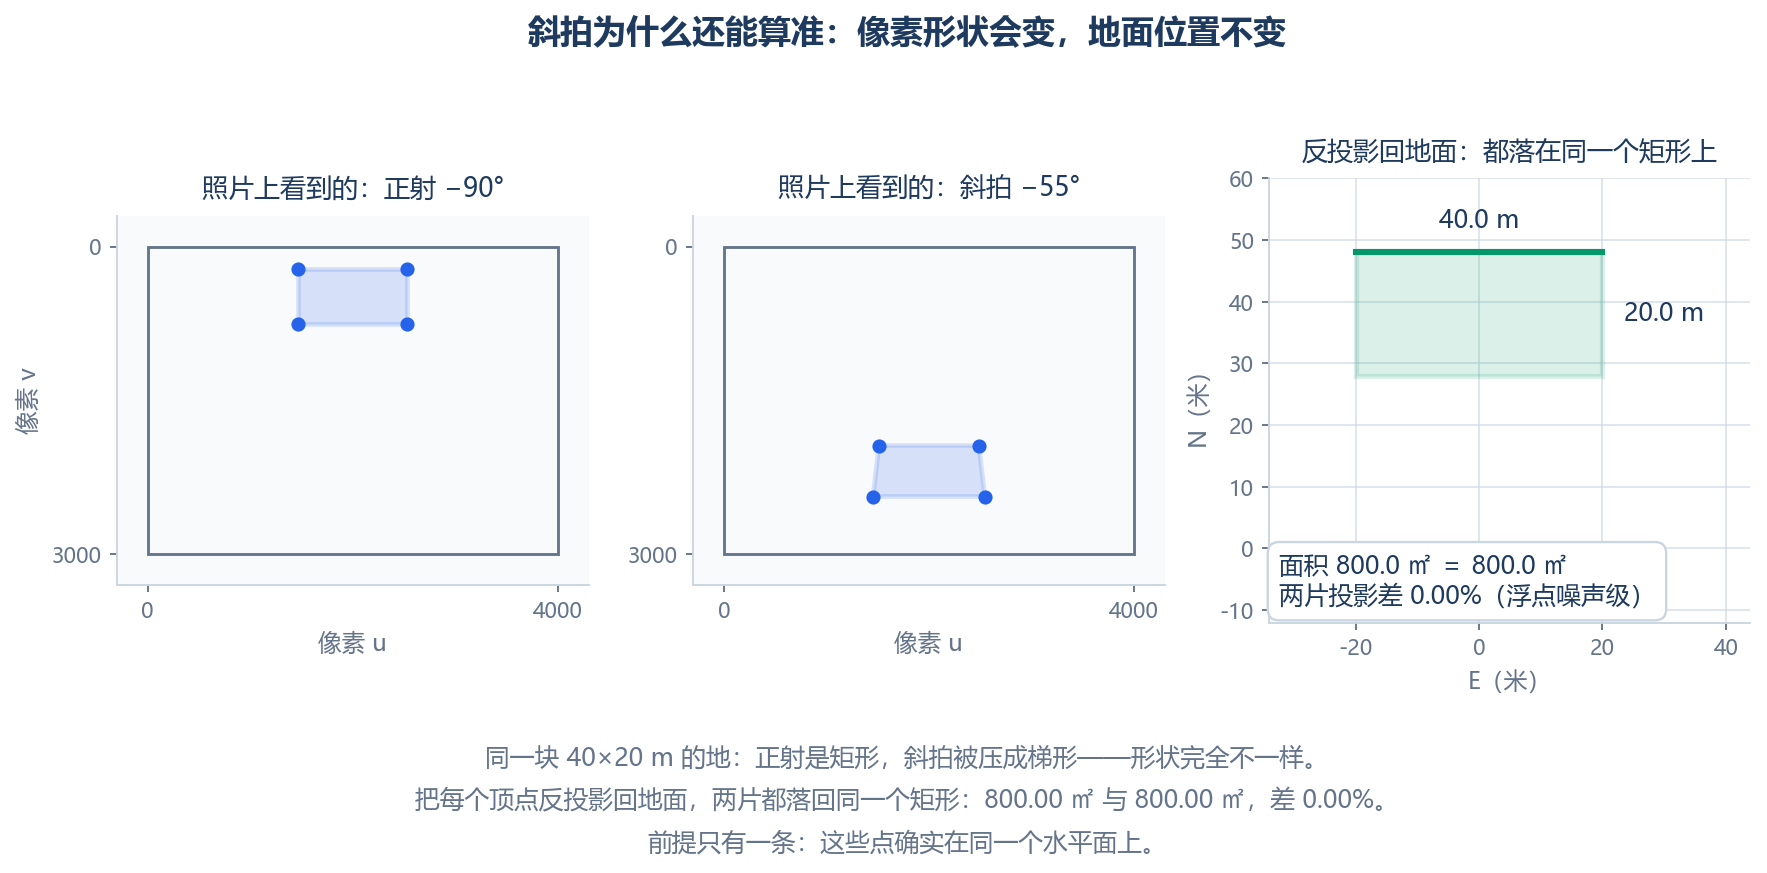 斜拍为什么还能算准：像素形状会变，地面位置不变
照片上看到的：正射 −90°
像素 v
0
3000
0
4000
像素 u
照片上看到的：斜拍 −55°
0
3000
0
4000
像素 u
反投影回地面：都落在同一个矩形上
N（米）
60
50
40
30
20
10
0
-10
40.0 m
20.0 m
面积 800.0 ㎡ = 800.0 ㎡
两片投影差 0.00%（浮点噪声级）
-20
0
20
40
E（米）
同一块 40×20 m 的地：正射是矩形，斜拍被压成梯形——形状完全不一样。
把每个顶点反投影回地面，两片都落回同一个矩形：800.00 ㎡ 与 800.00 ㎡，差 0.00%。
前提只有一条：这些点确实在同一个水平面上。